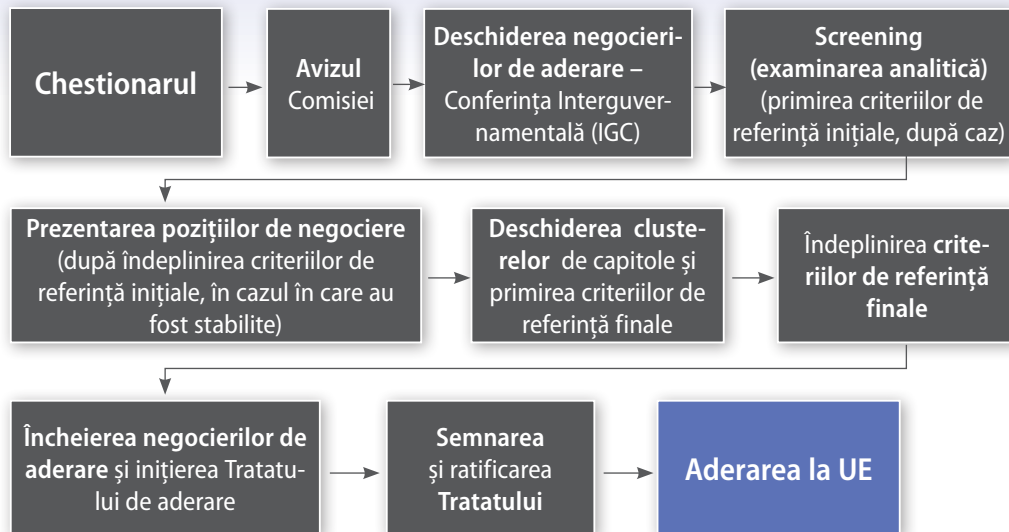 Chestionarul
Avizul
Comisiei
Deschiderea negocieri-
lor de aderare –
Conferința Interguver-
namentală (IGC)
Screening
(examinarea analitică)
(primirea criteriilor de
referință inițiale, după caz)
Prezentarea pozițiilor de negociere
(după îndeplinirea criteriilor de
referință inițiale, în cazul în care au
fost stabilite)
Deschiderea cluste-
relor de capitole și
primirea criteriilor de
referință finale
Îndeplinirea crite-
riilor de referință
finale
Încheierea negocierilor de
aderare și inițierea Tratatu-
lui de aderare
Semnarea
și ratificarea
Tratatului
Aderarea la UE